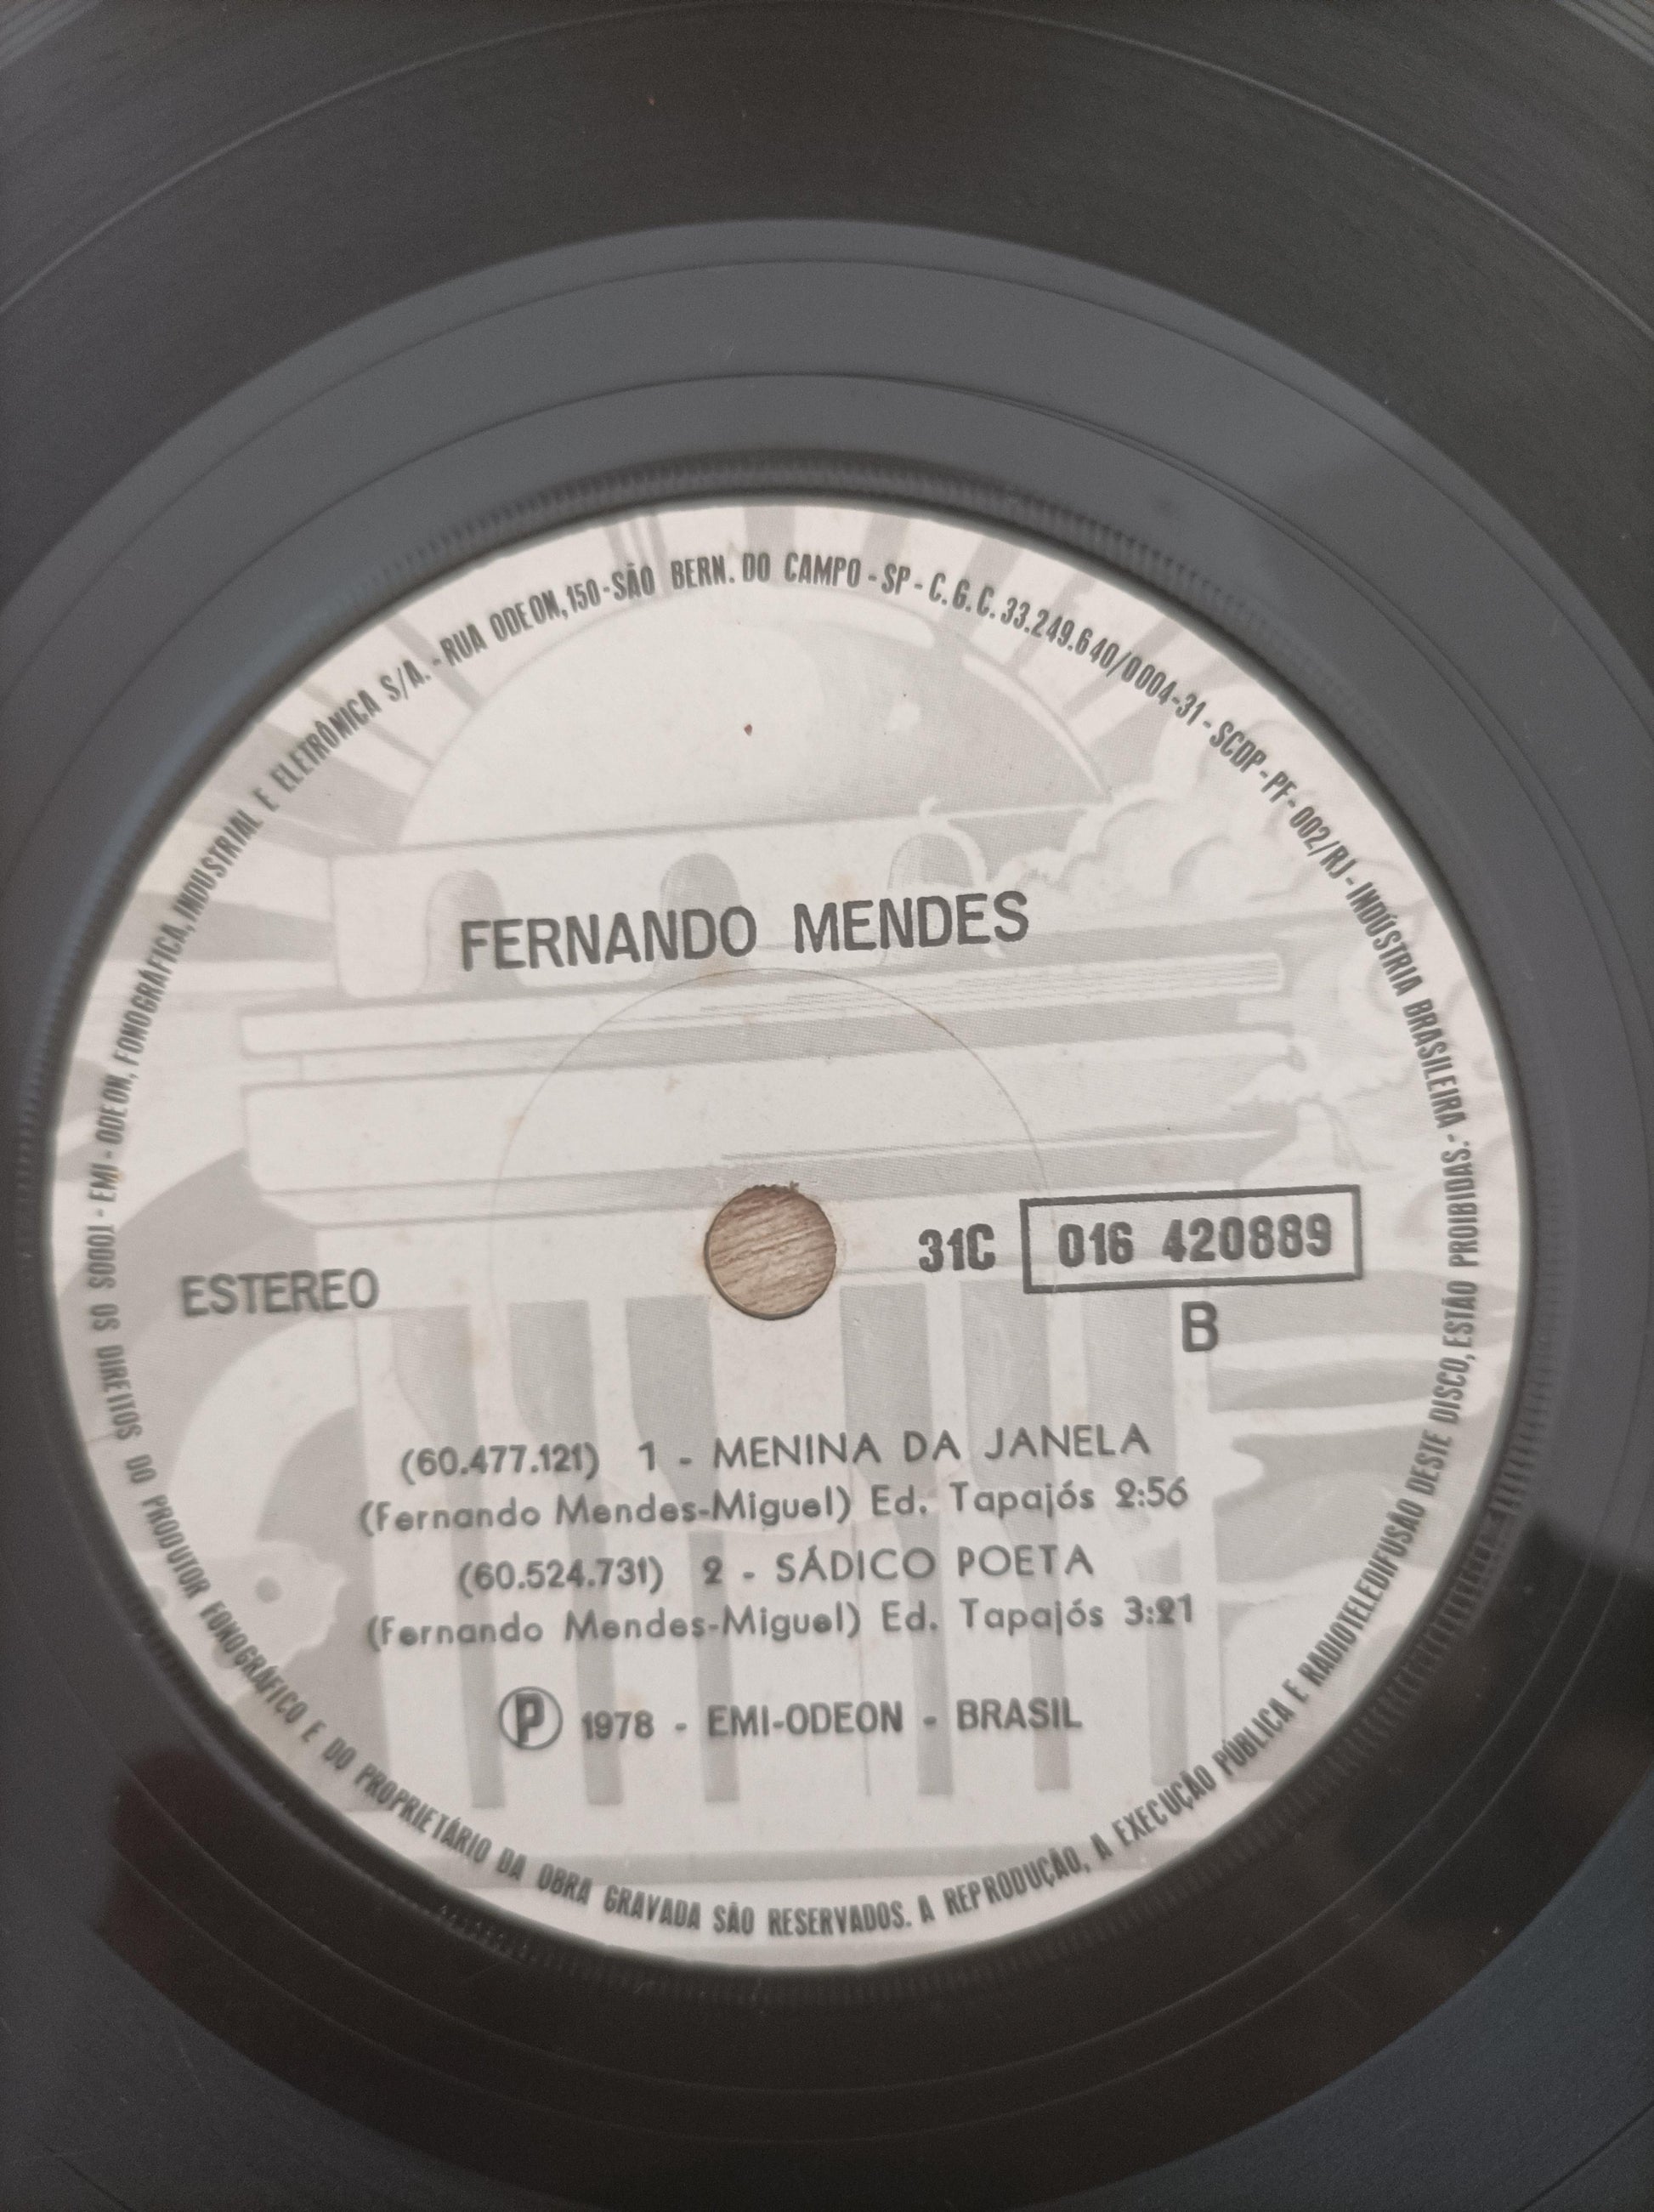 FERNANDO MENDES
31C 016 420889
ESTEREO
B
(60.477.121) 1 - MENINA DA JANELA
(Fernando Mendes-Miguel) Ed. Tapajós 2:56
(60.524.731) 2 - SÁDICO POETA
(Fernando Mendes-Miguel) Ed. Tapajós 3:21
Ⓟ 1978 - EMI-ODEON - BRASIL
EMI - ODEON, FONOGRÁFICA, INDUSTRIAL E ELETRÔNICA S/A. - RUA ODEON, 150 - SÃO BERN. DO CAMPO - SP - C.G.C. 33.249.640/0004-31 - SCDP - PF - 002/RJ - INDÚSTRIA BRASILEIRA - TODOS OS DIREITOS DO PRODUTOR FONOGRÁFICO E DO PROPRIETÁRIO DA OBRA GRAVADA SÃO RESERVADOS. A REPRODUÇÃO, A EXECUÇÃO PÚBLICA E RADIOTELEDIFUSÃO DESTE DISCO, ESTÃO PROIBIDAS. -